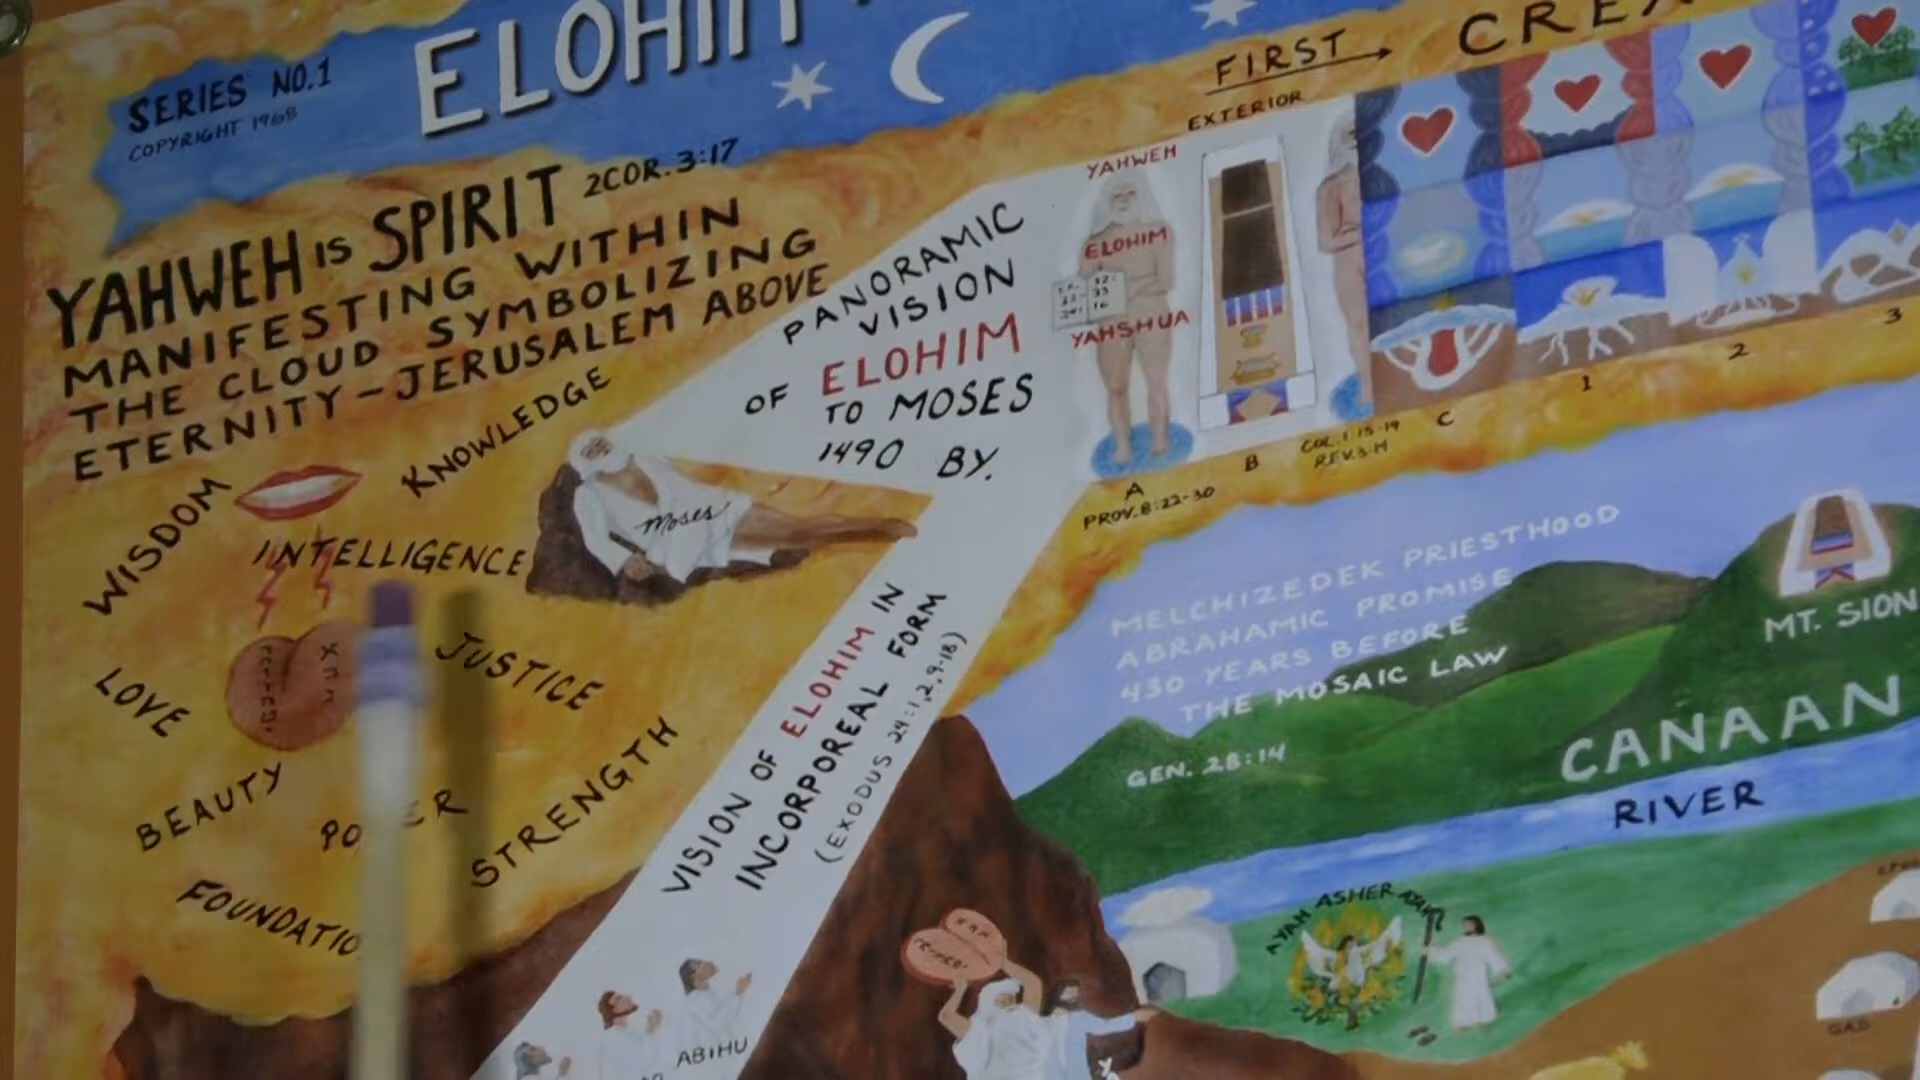 SERIES NO.1
COPYRIGHT 1968
ELOHIM
YAHWEH IS SPIRIT 2COR. 3:17
MANIFESTING WITHIN
THE CLOUD SYMBOLIZING
ETERNITY-JERUSALEM ABOVE
WISDOM
KNOWLEDGE
INTELLIGENCE
LOVE
JUSTICE
BEAUTY
STRENGTH
FOUNDATIO
Moses
PANORAMIC
VISION
OF ELOHIM
TO MOSES
1490 BY.
VISION OF ELOHIM IN
INCORPOREAL FORM
(EXODUS 24:1,2,9-18)
ABIHU
FIRST
EXTERIOR
YAHWEH
ELOHIM
YAHSHUA
A
PROV. 8:22-30
B
COL. 1:15-19
C
1
2
3
MELCHIZEDEK PRIESTHOOD
ABRAHAMIC PROMISE
430 YEARS BEFORE
THE MOSAIC LAW
GEN. 28:14
MT. SION
CANAAN
RIVER
AYAH ASHER AYAH
GAD